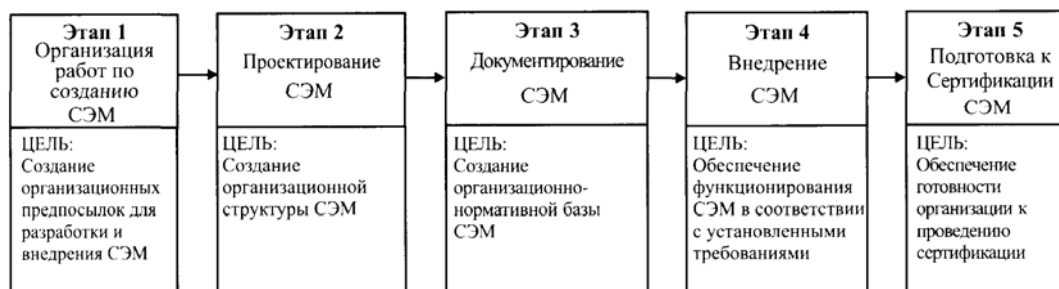 Этап 1
Организация
работ по
созданию
СЭМ
ЦЕЛЬ:
Создание
организационных
предпосылок для
разработки и
внедрения СЭМ
Этап 2
Проектирование
СЭМ
ЦЕЛЬ:
Создание
организационной
структуры СЭМ
Этап 3
Документирование
СЭМ
ЦЕЛЬ:
Создание
организационно-
нормативной базы
СЭМ
Этап 4
Внедрение
СЭМ
ЦЕЛЬ:
Обеспечение
функционирования
СЭМ в соответствии
с установленными
требованиями
Этап 5
Подготовка к
Сертификации
СЭМ
ЦЕЛЬ:
Обеспечение
готовности
организации к
проведению
сертификации